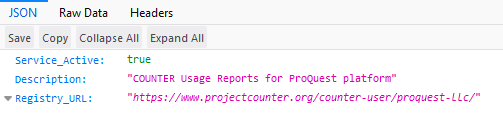 JSON Raw Data Headers
Save Copy Collapse All Expand All
Service_Active: true
Description: "COUNTER Usage Reports for ProQuest platform"
Registry_URL: "https://www.projectcounter.org/counter-user/proquest-llc/"